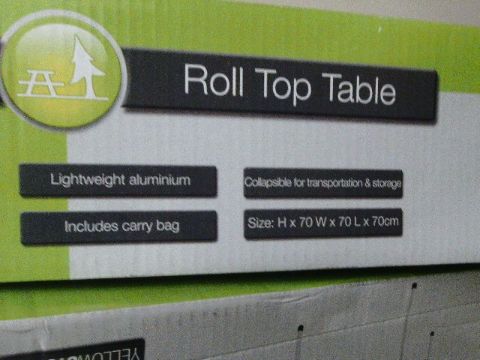 Roll Top Table
Lightweight aluminium
Collapsible for transportation & storage
Includes carry bag
Size: H x 70 W x 70 L x 70cm